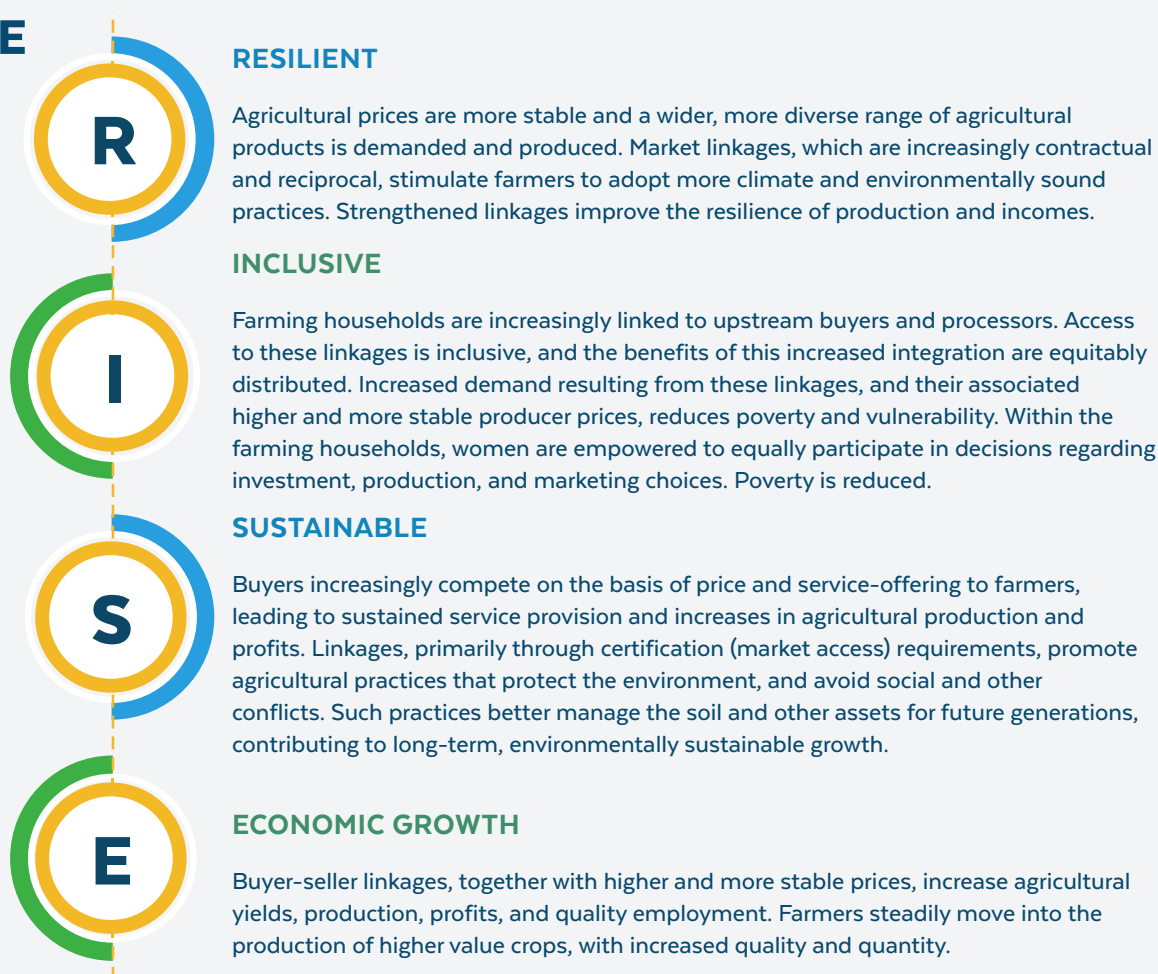 E
R
RESILIENT
Agricultural prices are more stable and a wider, more diverse range of agricultural
products is demanded and produced. Market linkages, which are increasingly contractual
and reciprocal, stimulate farmers to adopt more climate and environmentally sound
practices. Strengthened linkages improve the resilience of production and incomes.
I
INCLUSIVE
Farming households are increasingly linked to upstream buyers and processors. Access
to these linkages is inclusive, and the benefits of this increased integration are equitably
distributed. Increased demand resulting from these linkages, and their associated
higher and more stable producer prices, reduces poverty and vulnerability. Within the
farming households, women are empowered to equally participate in decisions regarding
investment, production, and marketing choices. Poverty is reduced.
S
SUSTAINABLE
Buyers increasingly compete on the basis of price and service-offering to farmers,
leading to sustained service provision and increases in agricultural production and
profits. Linkages, primarily through certification (market access) requirements, promote
agricultural practices that protect the environment, and avoid social and other
conflicts. Such practices better manage the soil and other assets for future generations,
contributing to long-term, environmentally sustainable growth.
E
ECONOMIC GROWTH
Buyer-seller linkages, together with higher and more stable prices, increase agricultural
yields, production, profits, and quality employment. Farmers steadily move into the
production of higher value crops, with increased quality and quantity.